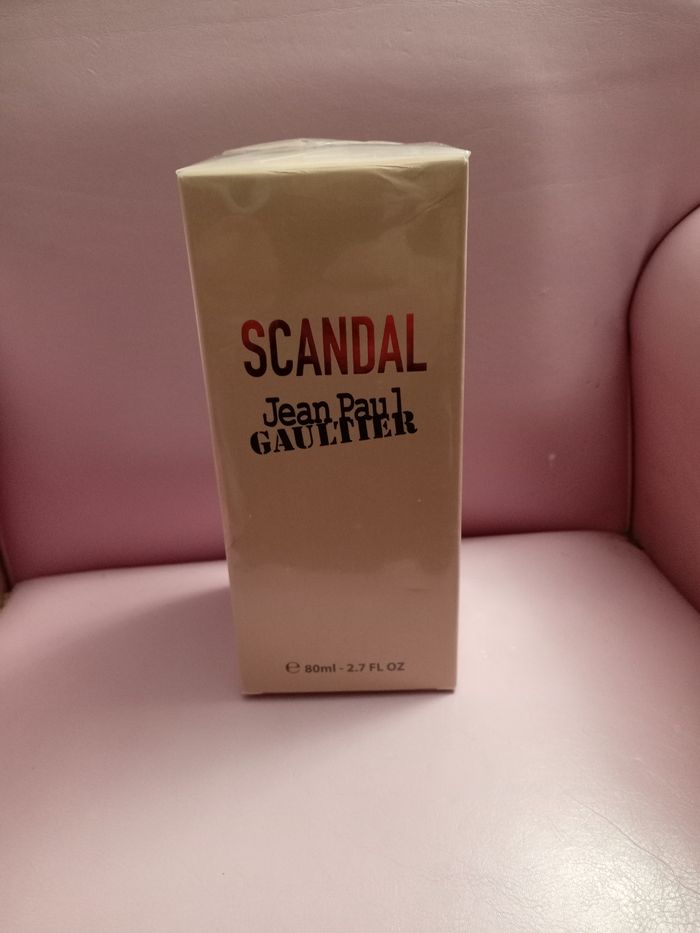 SCANDAL
Jean Paul
GAULTIER
℮ 80ml - 2.7 FL OZ